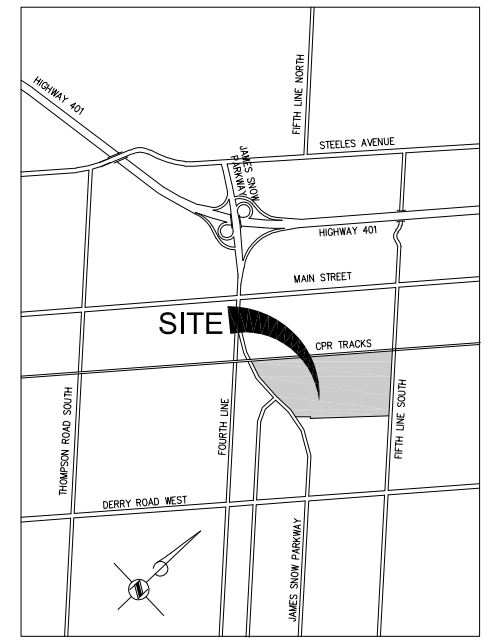 FIFTH LINE NORTH
HIGHWAY 401
STEELES AVENUE
JAMES SNOW
PARKWAY
HIGHWAY 401
MAIN STREET
SITE
CPR TRACKS
THOMPSON ROAD SOUTH
FOURTH LINE
FIFTH LINE SOUTH
DERRY ROAD WEST
JAMES SNOW PARKWAY